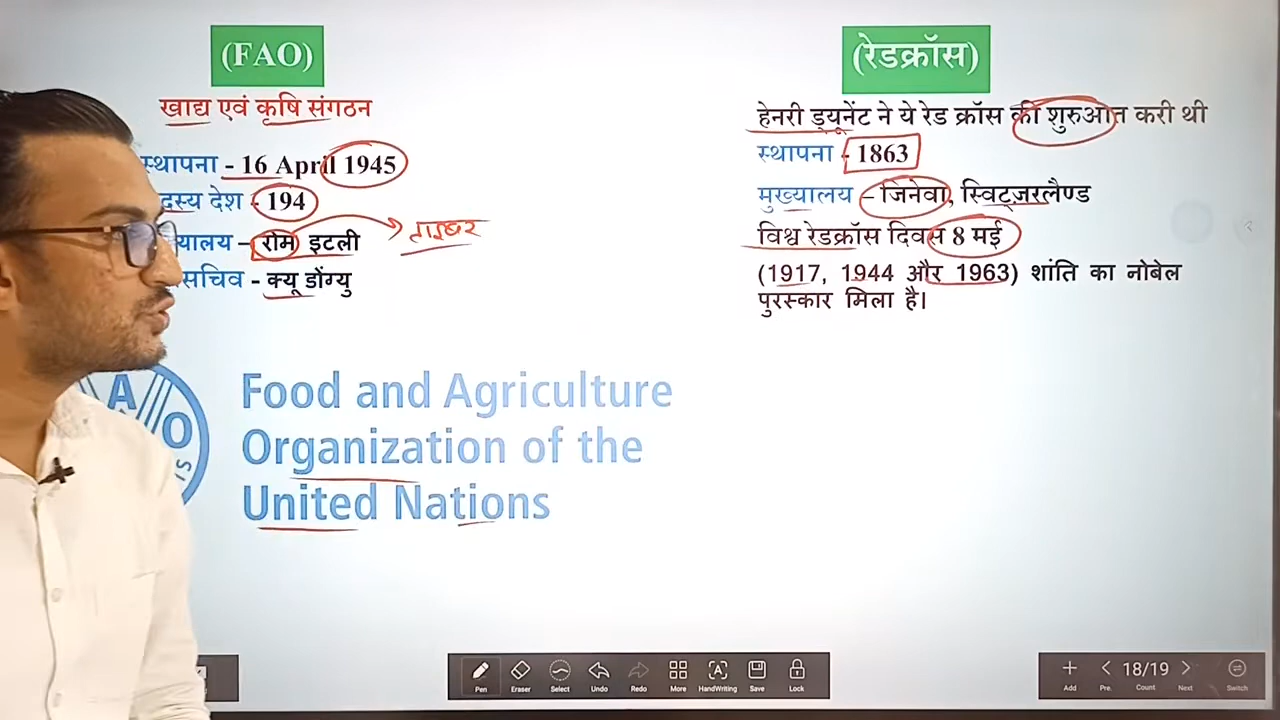 (FAO)
खाद्य एवं कृषि संगठन
स्थापना - 16 April 1945
सदस्य देश - 194
यालय – रोम इटली
सचिव - क्यू डोंग्यु
टाइबर
A
O
Food and Agriculture
Organization of the
United Nations
(रेडक्रॉस)
हेनरी ड्यूनेंट ने ये रेड क्रॉस की शुरुआत करी थी
स्थापना - 1863
मुख्यालय – जिनेवा, स्विट्ज़रलैण्ड
विश्व रेडक्रॉस दिवस 8 मई
(1917, 1944 और 1963) शांति का नोबेल
पुरस्कार मिला है।
Pen Eraser Select Undo Redo More HandWriting Save Lock
18/19
Add Pre. Count Next Switch